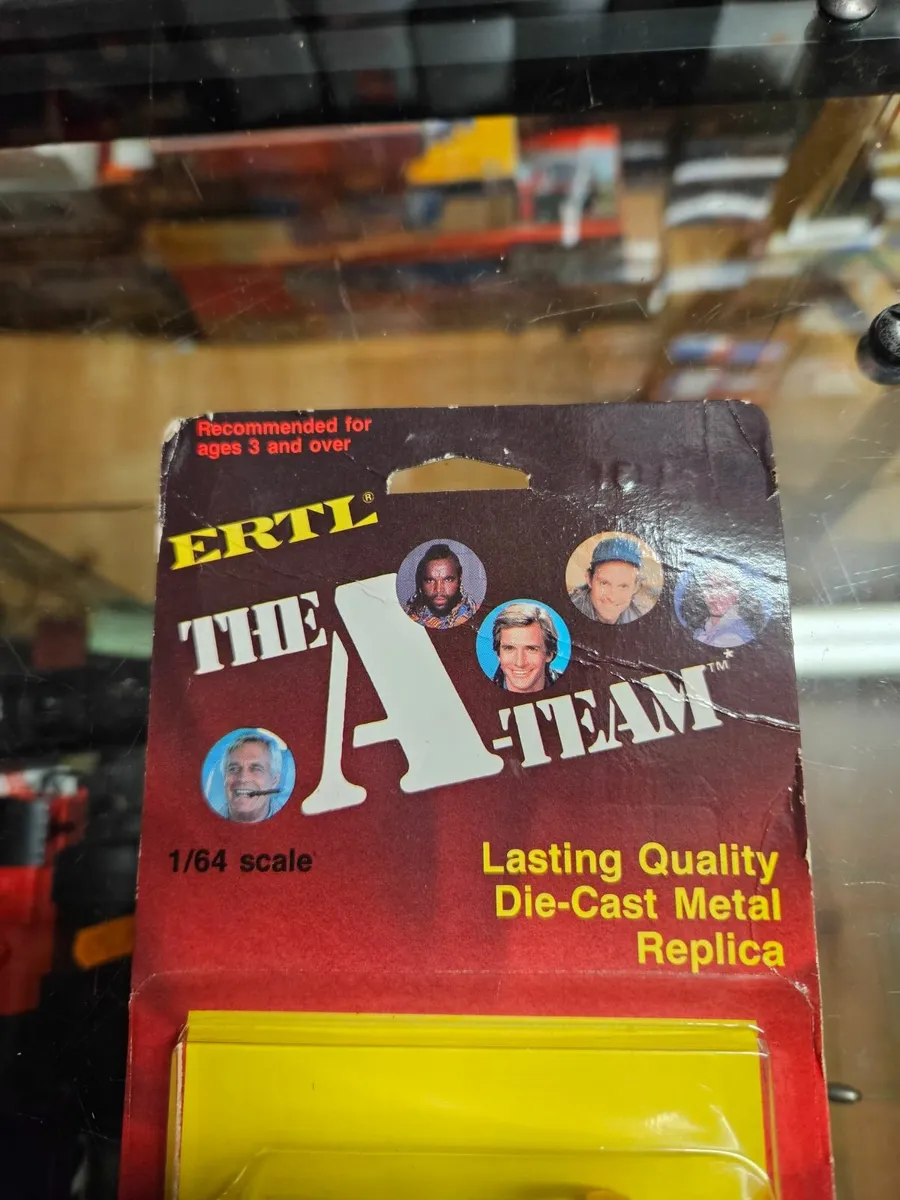 Recommended for
ages 3 and over
ERTL®
THE A-TEAM™*
1/64 scale
Lasting Quality
Die-Cast Metal
Replica